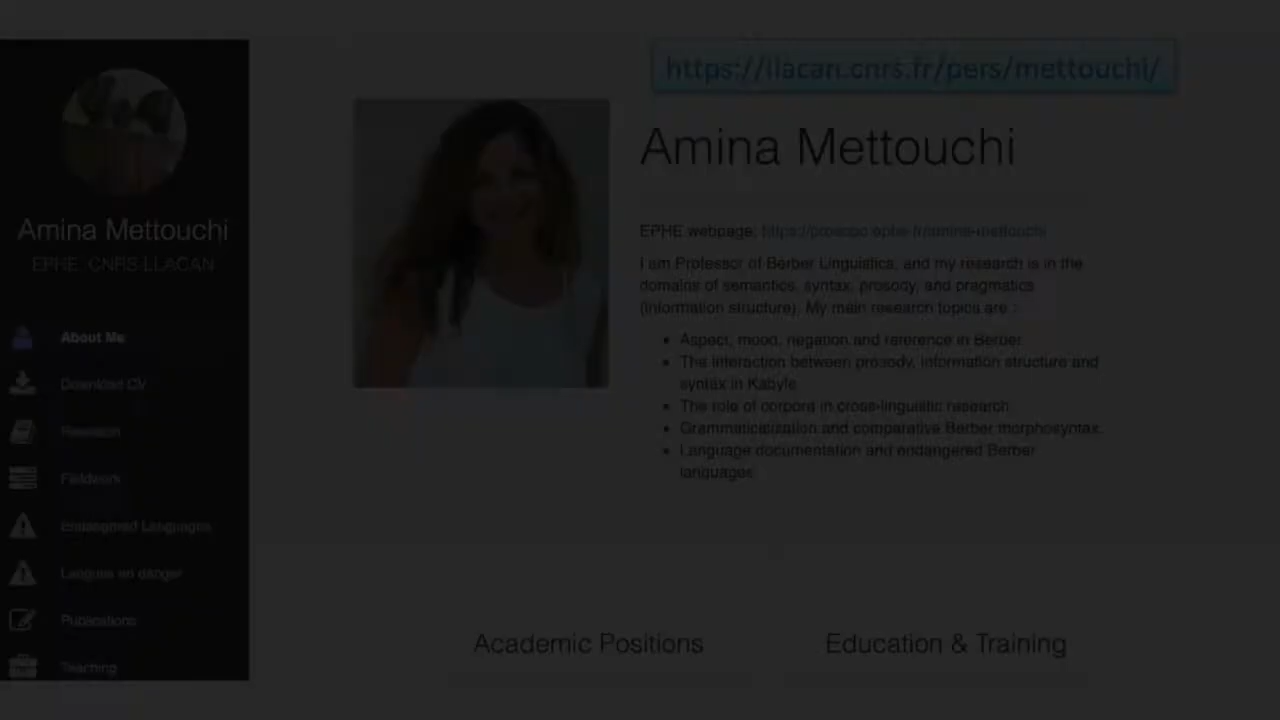 https://llacan.cnrs.fr/pers/mettouchi/
Amina Mettouchi
EPHE, CNRS LLACAN
About Me
Download CV
Research
Fieldwork
Endangered Languages
Langues en danger
Publications
Teaching
Amina Mettouchi
EPHE webpage: https://prosopo.ephe.fr/amina-mettouchi
I am Professor of Berber Linguistics, and my research is in the
domains of semantics, syntax, prosody, and pragmatics
(information structure). My main research topics are :
Aspect, mood, negation and reference in Berber
The interaction between prosody, information structure and
syntax in Kabyle
The role of corpora in cross-linguistic research
Grammaticalization and comparative Berber morphosyntax.
Language documentation and endangered Berber
languages
Academic Positions
Education & Training